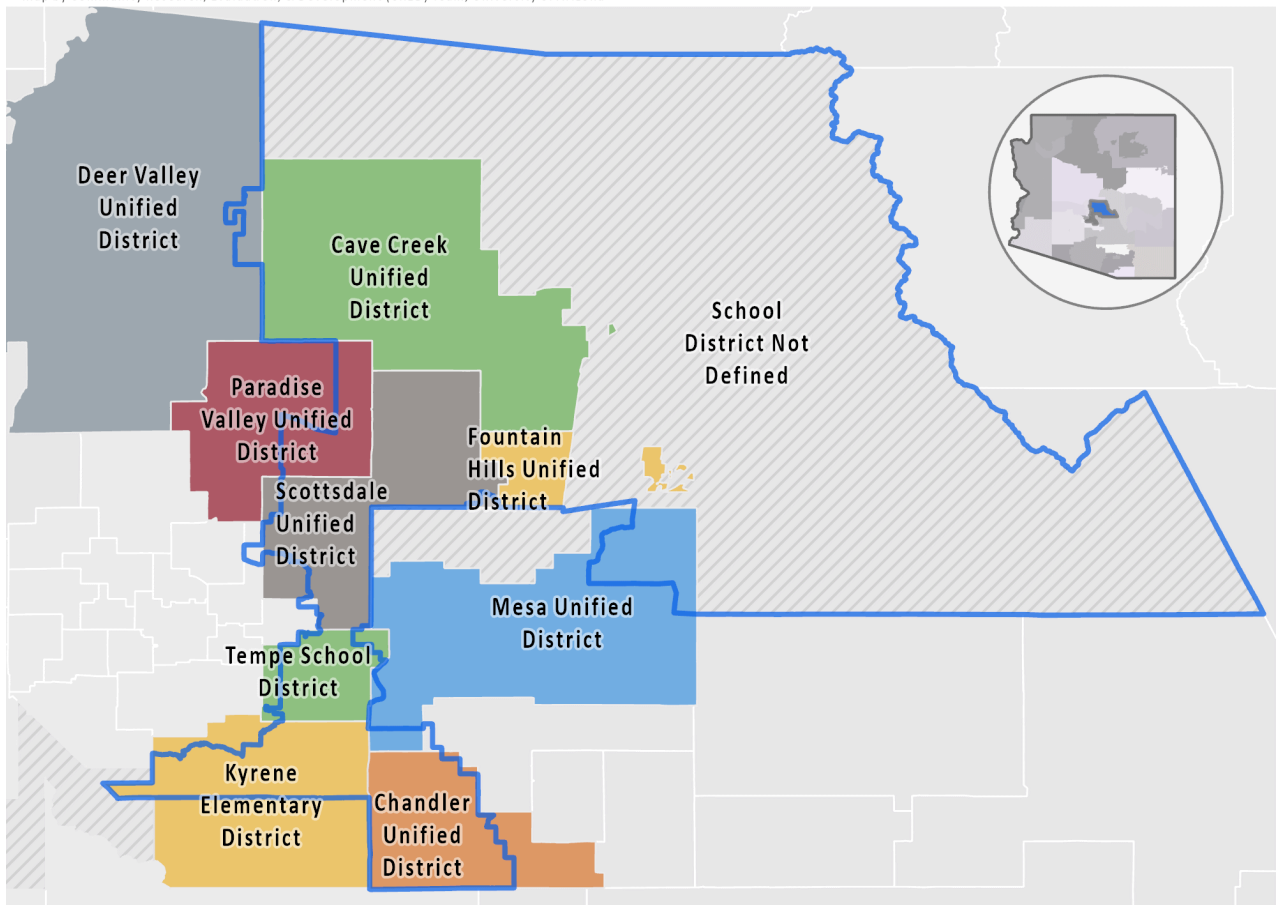 Deer Valley
Unified
District
Cave Creek
Unified
District
School
District Not
Defined
Paradise
Valley Unified
District
Fountain
Hills Unified
District
Scottsdale
Unified
District
Mesa Unified
District
Tempe School
District
Kyrene
Elementary
District
Chandler
Unified
District